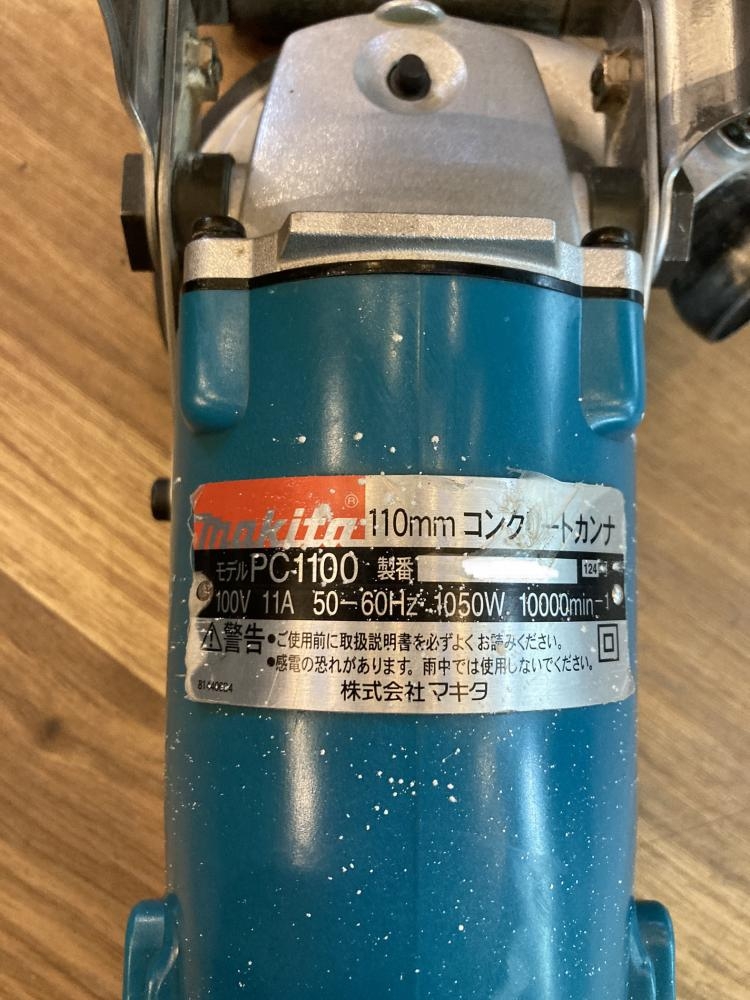 makita® 110mm コンクリートカンナ
モデル PC1100 製番 124
100V 11A 50-60Hz 1050W 10000min-1
⚠警告 •ご使用前に取扱説明書を必ずよくお読みください。
•感電の恐れがあります。雨中では使用しないでください。
株式会社マキタ